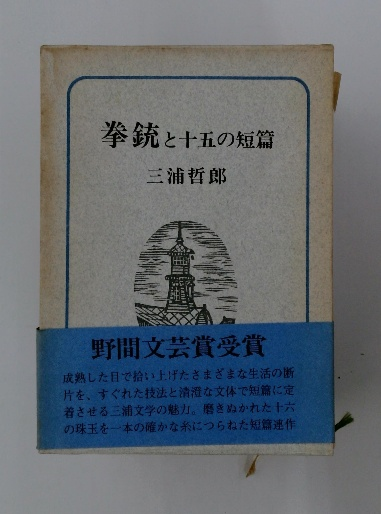 拳銃と十五の短篇
三浦哲郎
野間文芸賞受賞
成熟した目で拾い上げたさまざまな生活の断
片を、すぐれた技法と清澄な文体で短篇に定
着させる三浦文学の魅力。磨きぬかれた十六
の珠玉を一本の確かな糸につらねた短篇連作